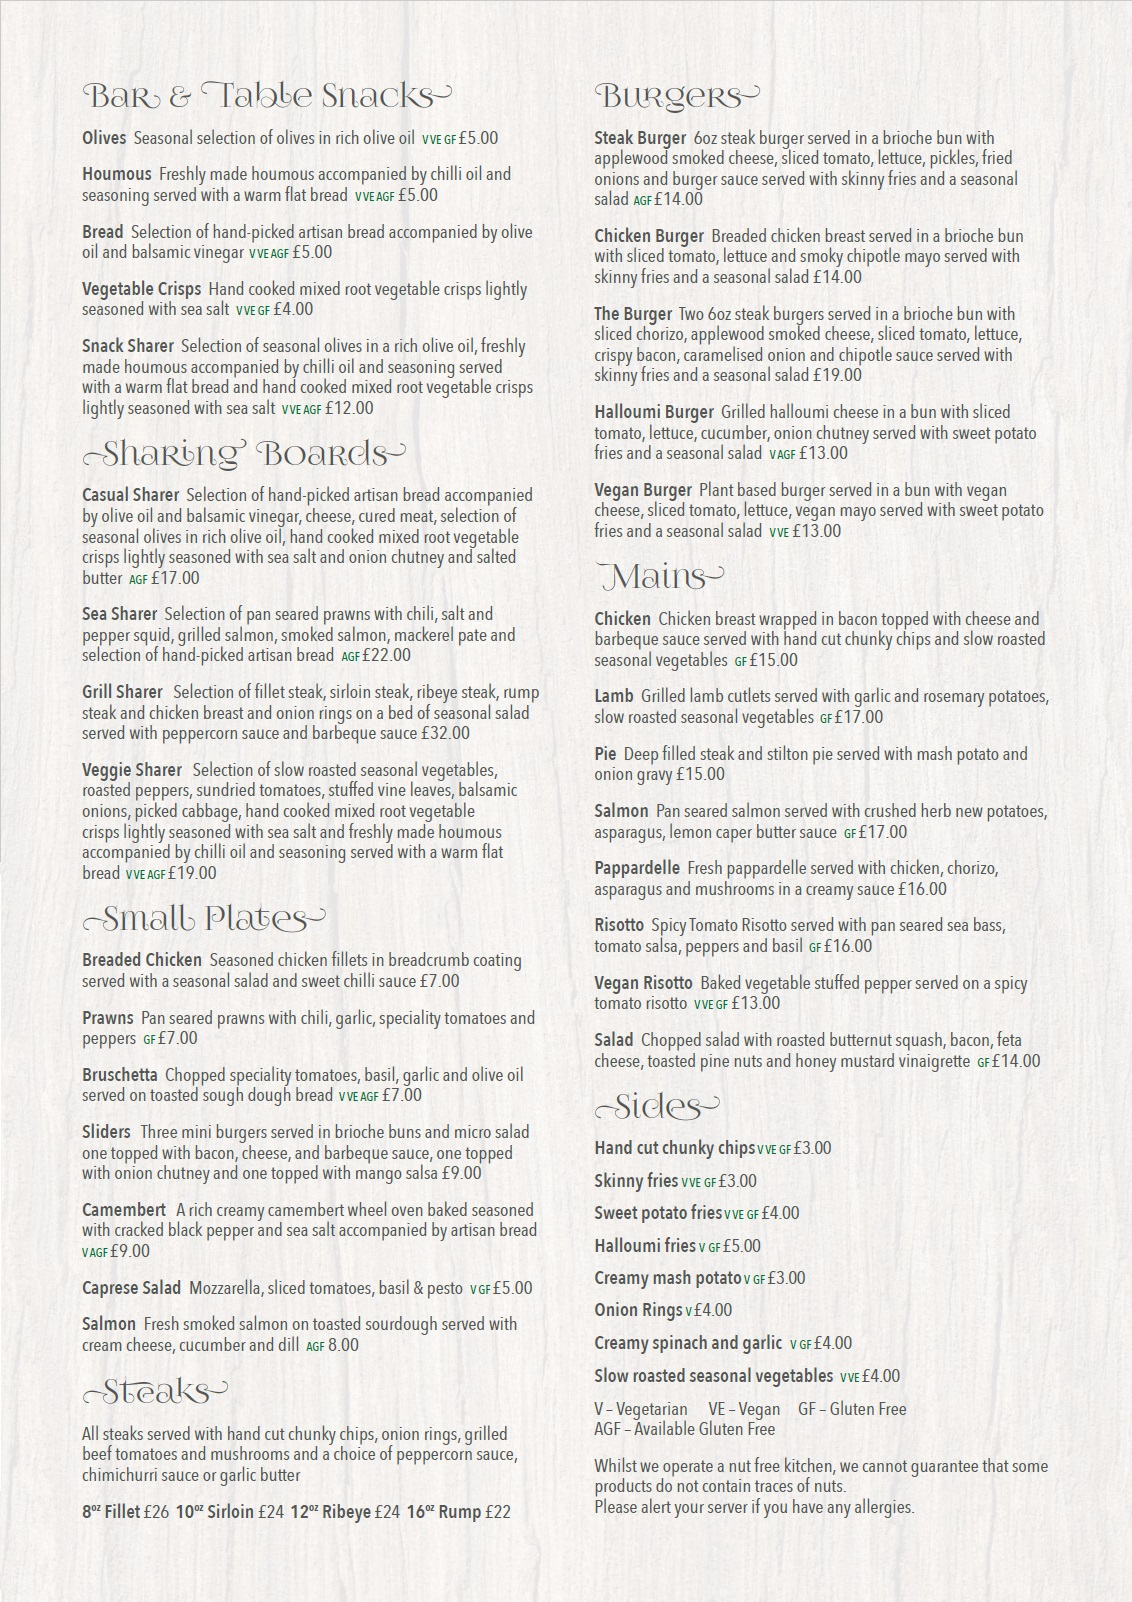 Bar & Table Snacks
Olives Seasonal selection of olives in rich olive oil V VE GF £5.00
Houmous Freshly made houmous accompanied by chilli oil and
seasoning served with a warm flat bread V VE AGF £5.00
Bread Selection of hand-picked artisan bread accompanied by olive
oil and balsamic vinegar V VE AGF £5.00
Vegetable Crisps Hand cooked mixed root vegetable crisps lightly
seasoned with sea salt V VE GF £4.00
Snack Sharer Selection of seasonal olives in a rich olive oil, freshly
made houmous accompanied by chilli oil and seasoning served
with a warm flat bread and hand cooked mixed root vegetable crisps
lightly seasoned with sea salt V VE AGF £12.00
Sharing Boards
Casual Sharer Selection of hand-picked artisan bread accompanied
by olive oil and balsamic vinegar, cheese, cured meat, selection of
seasonal olives in rich olive oil, hand cooked mixed root vegetable
crisps lightly seasoned with sea salt and onion chutney and salted
butter AGF £17.00
Sea Sharer Selection of pan seared prawns with chili, salt and
pepper squid, grilled salmon, smoked salmon, mackerel pate and
selection of hand-picked artisan bread AGF £22.00
Grill Sharer Selection of fillet steak, sirloin steak, ribeye steak, rump
steak and chicken breast and onion rings on a bed of seasonal salad
served with peppercorn sauce and barbeque sauce £32.00
Veggie Sharer Selection of slow roasted seasonal vegetables,
roasted peppers, sundried tomatoes, stuffed vine leaves, balsamic
onions, picked cabbage, hand cooked mixed root vegetable
crisps lightly seasoned with sea salt and freshly made houmous
accompanied by chilli oil and seasoning served with a warm flat
bread V VE AGF £19.00
Small Plates
Breaded Chicken Seasoned chicken fillets in breadcrumb coating
served with a seasonal salad and sweet chilli sauce £7.00
Prawns Pan seared prawns with chili, garlic, speciality tomatoes and
peppers GF £7.00
Bruschetta Chopped speciality tomatoes, basil, garlic and olive oil
served on toasted sough dough bread V VE AGF £7.00
Sliders Three mini burgers served in brioche buns and micro salad
one topped with bacon, cheese, and barbeque sauce, one topped
with onion chutney and one topped with mango salsa £9.00
Camembert A rich creamy camembert wheel oven baked seasoned
with cracked black pepper and sea salt accompanied by artisan bread
V AGF £9.00
Caprese Salad Mozzarella, sliced tomatoes, basil & pesto V GF £5.00
Salmon Fresh smoked salmon on toasted sourdough served with
cream cheese, cucumber and dill AGF 8.00
Steaks
All steaks served with hand cut chunky chips, onion rings, grilled
beef tomatoes and mushrooms and a choice of peppercorn sauce,
chimichurri sauce or garlic butter
8oz Fillet £26 10oz Sirloin £24 12oz Ribeye £24 16oz Rump £22
Burgers
Steak Burger 6oz steak burger served in a brioche bun with
applewood smoked cheese, sliced tomato, lettuce, pickles, fried
onions and burger sauce served with skinny fries and a seasonal
salad AGF £14.00
Chicken Burger Breaded chicken breast served in a brioche bun
with sliced tomato, lettuce and smoky chipotle mayo served with
skinny fries and a seasonal salad £14.00
The Burger Two 6oz steak burgers served in a brioche bun with
sliced chorizo, applewood smoked cheese, sliced tomato, lettuce,
crispy bacon, caramelised onion and chipotle sauce served with
skinny fries and a seasonal salad £19.00
Halloumi Burger Grilled halloumi cheese in a bun with sliced
tomato, lettuce, cucumber, onion chutney served with sweet potato
fries and a seasonal salad V AGF £13.00
Vegan Burger Plant based burger served in a bun with vegan
cheese, sliced tomato, lettuce, vegan mayo served with sweet potato
fries and a seasonal salad V VE £13.00
Mains
Chicken Chicken breast wrapped in bacon topped with cheese and
barbeque sauce served with hand cut chunky chips and slow roasted
seasonal vegetables GF £15.00
Lamb Grilled lamb cutlets served with garlic and rosemary potatoes,
slow roasted seasonal vegetables GF £17.00
Pie Deep filled steak and stilton pie served with mash potato and
onion gravy £15.00
Salmon Pan seared salmon served with crushed herb new potatoes,
asparagus, lemon caper butter sauce GF £17.00
Pappardelle Fresh pappardelle served with chicken, chorizo,
asparagus and mushrooms in a creamy sauce £16.00
Risotto Spicy Tomato Risotto served with pan seared sea bass,
tomato salsa, peppers and basil GF £16.00
Vegan Risotto Baked vegetable stuffed pepper served on a spicy
tomato risotto V VE GF £13.00
Salad Chopped salad with roasted butternut squash, bacon, feta
cheese, toasted pine nuts and honey mustard vinaigrette GF £14.00
Sides
Hand cut chunky chips V VE GF £3.00
Skinny fries V VE GF £3.00
Sweet potato fries V VE GF £4.00
Halloumi fries V GF £5.00
Creamy mash potato V GF £3.00
Onion Rings V £4.00
Creamy spinach and garlic V GF £4.00
Slow roasted seasonal vegetables V VE £4.00
V – Vegetarian VE – Vegan GF – Gluten Free
AGF – Available Gluten Free
Whilst we operate a nut free kitchen, we cannot guarantee that some
products do not contain traces of nuts.
Please alert your server if you have any allergies.